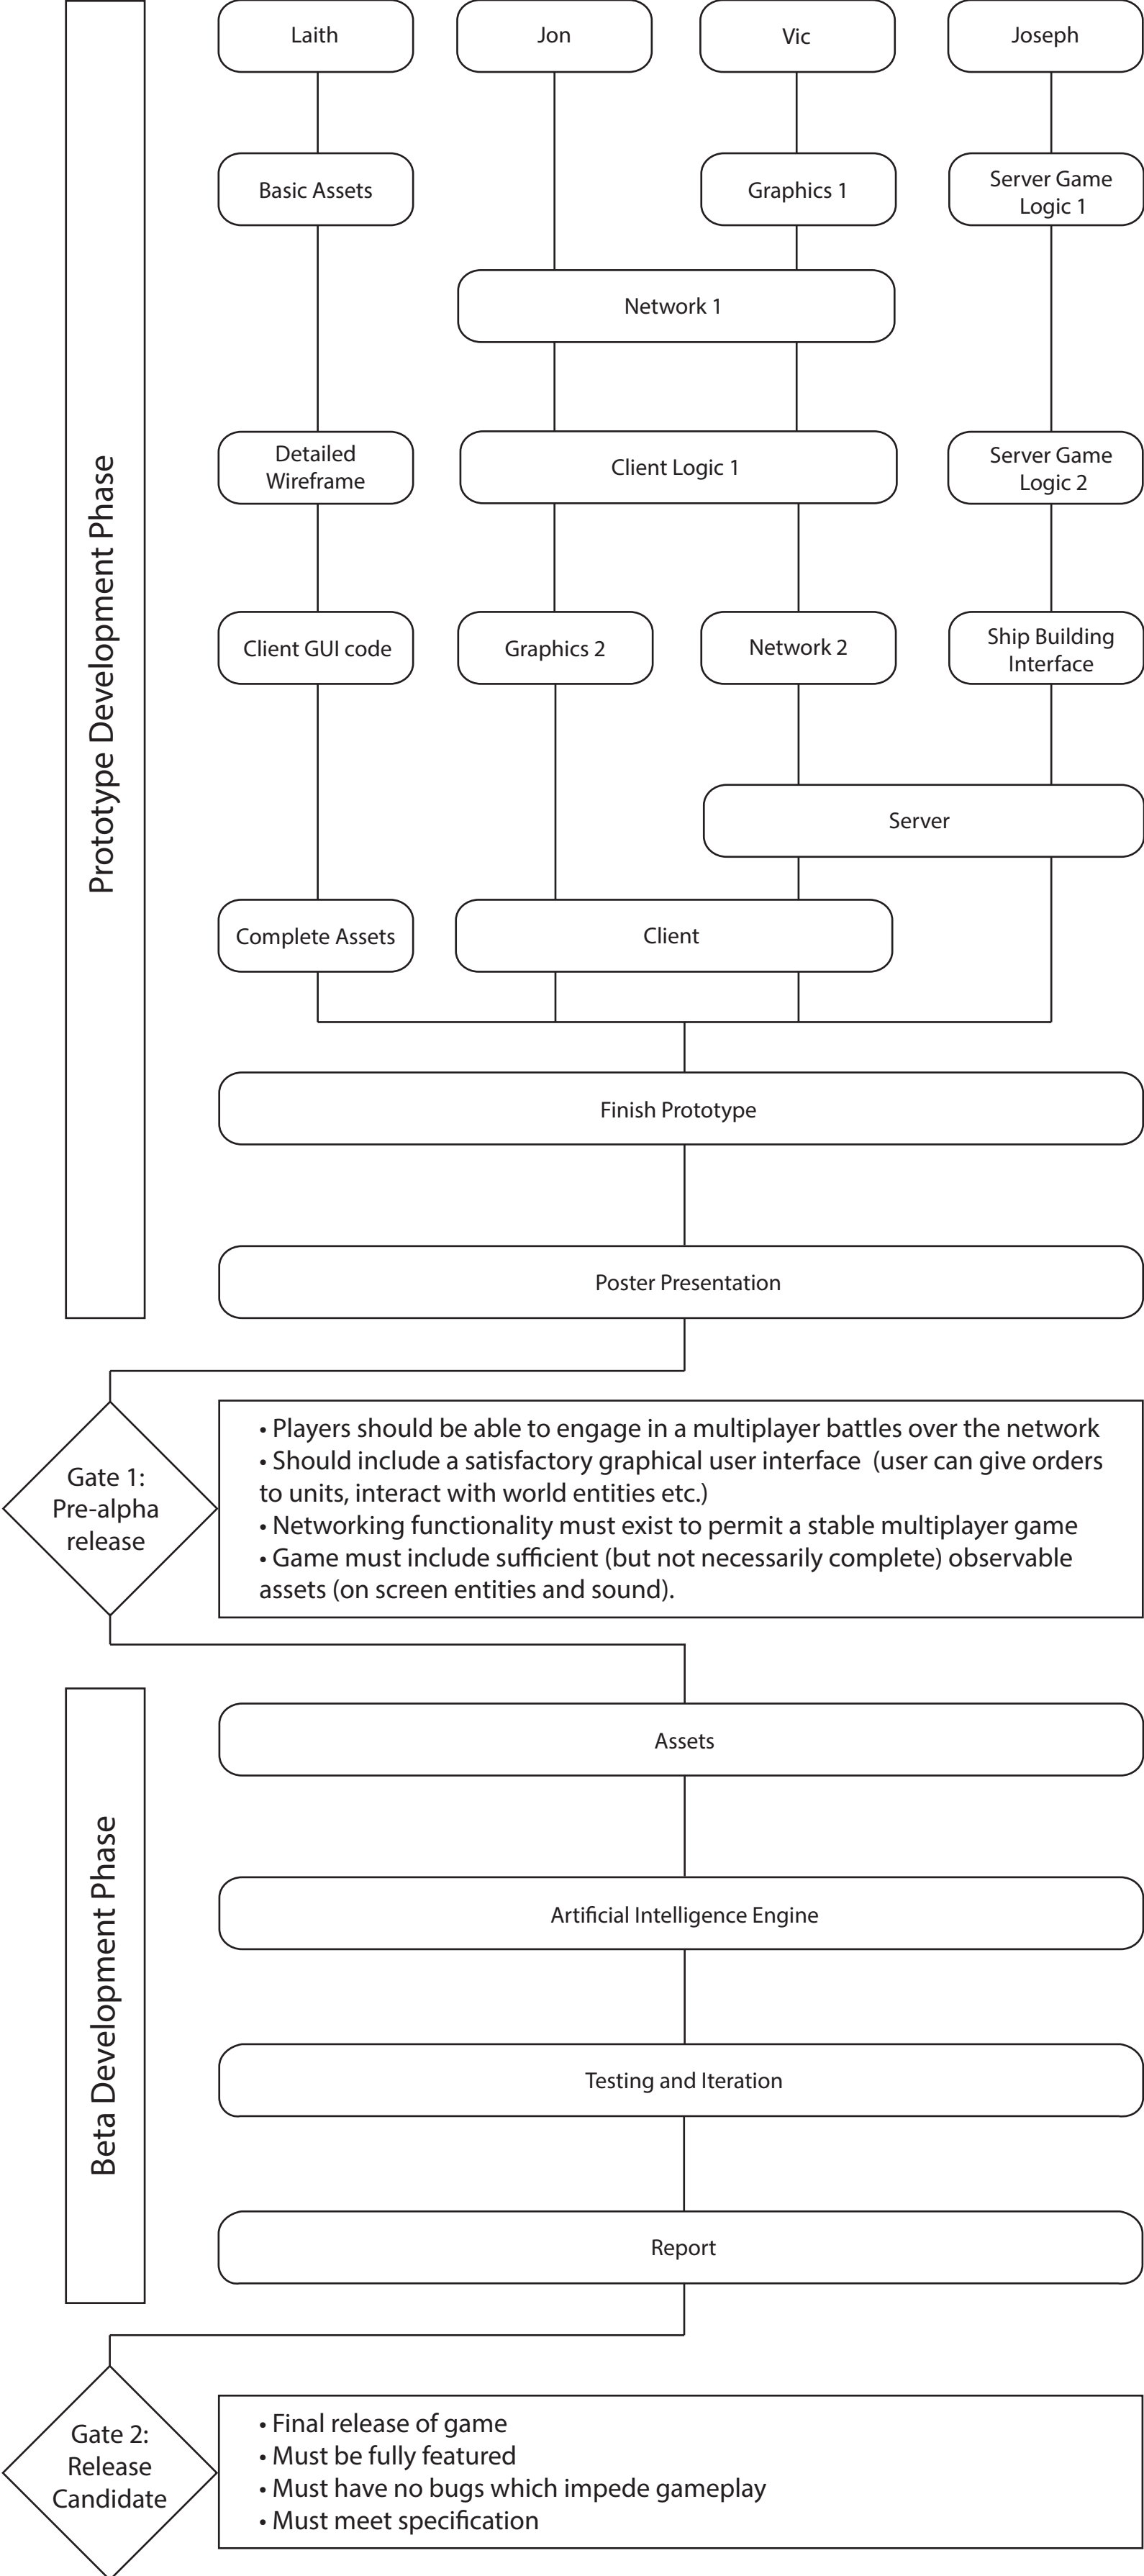 Laith
Jon
Vic
Joseph
Basic Assets
Graphics 1
Server Game
Logic 1
Network 1
Detailed
Wireframe
Client Logic 1
Server Game
Logic 2
Client GUI code
Graphics 2
Network 2
Ship Building
Interface
Server
Complete Assets
Client
Prototype Development Phase
Finish Prototype
Poster Presentation
Gate 1:
Pre-alpha
release
• Players should be able to engage in a multiplayer battles over the network
• Should include a satisfactory graphical user interface (user can give orders
to units, interact with world entities etc.)
• Networking functionality must exist to permit a stable multiplayer game
• Game must include sufficient (but not necessarily complete) observable
assets (on screen entities and sound).
Assets
Artificial Intelligence Engine
Beta Development Phase
Testing and Iteration
Report
Gate 2:
Release
Candidate
• Final release of game
• Must be fully featured
• Must have no bugs which impede gameplay
• Must meet specification